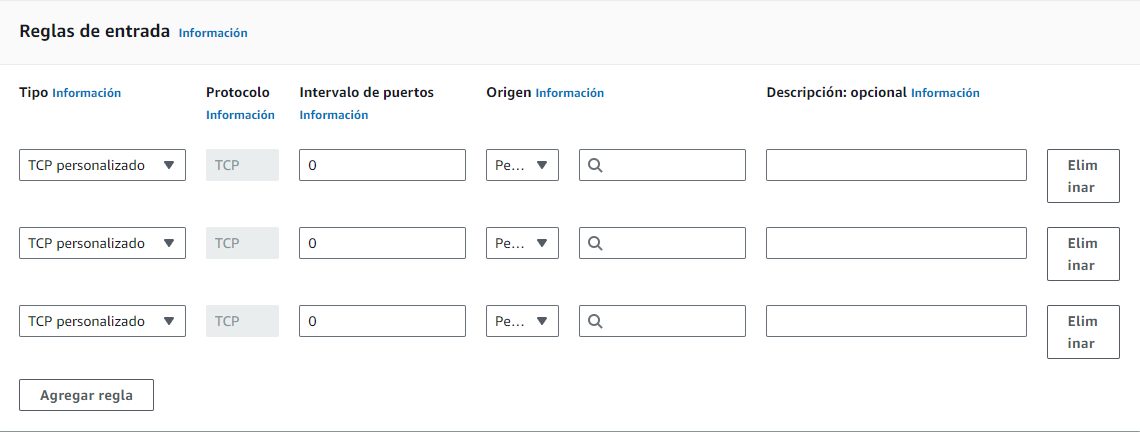 Reglas de entrada Información
Tipo Información Protocolo Intervalo de puertos Origen Información Descripción: opcional Información
Información Información
TCP personalizado TCP 0 Pe... Elim
inar
TCP personalizado TCP 0 Pe... Elim
inar
TCP personalizado TCP 0 Pe... Elim
inar
Agregar regla